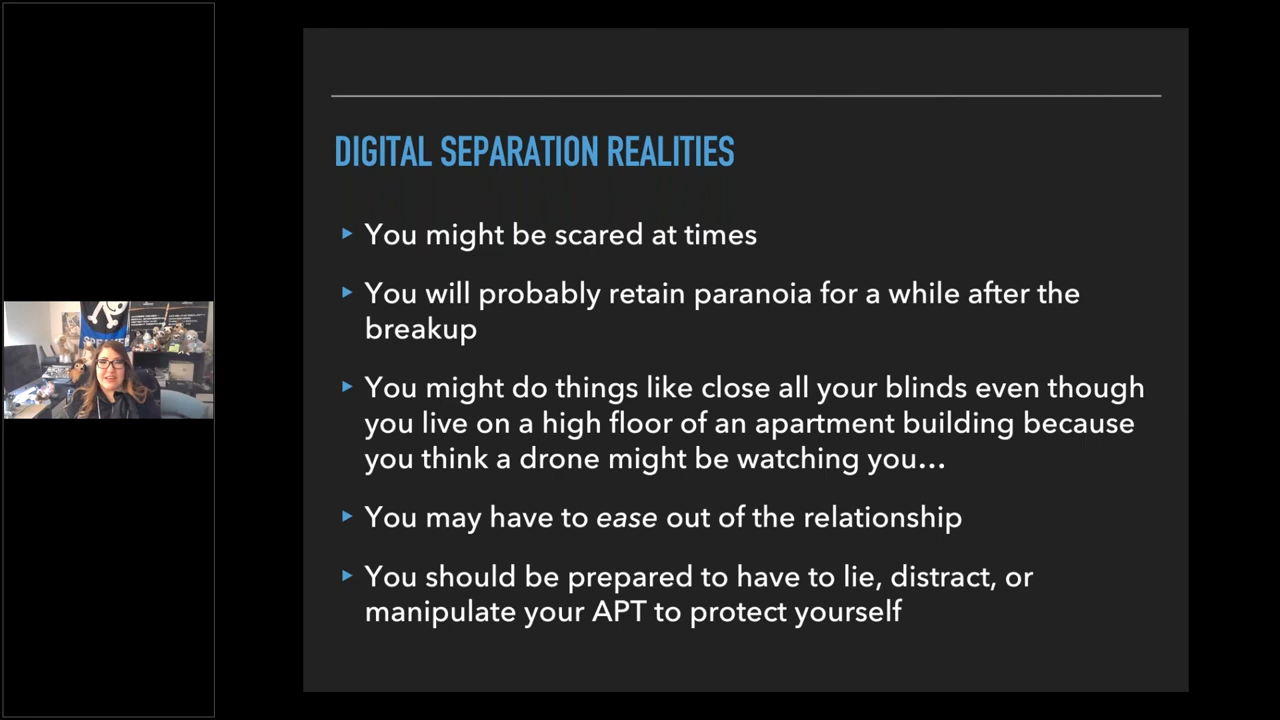 DIGITAL SEPARATION REALITIES
You might be scared at times
You will probably retain paranoia for a while after the
breakup
You might do things like close all your blinds even though
you live on a high floor of an apartment building because
you think a drone might be watching you...
You may have to ease out of the relationship
You should be prepared to have to lie, distract, or
manipulate your APT to protect yourself